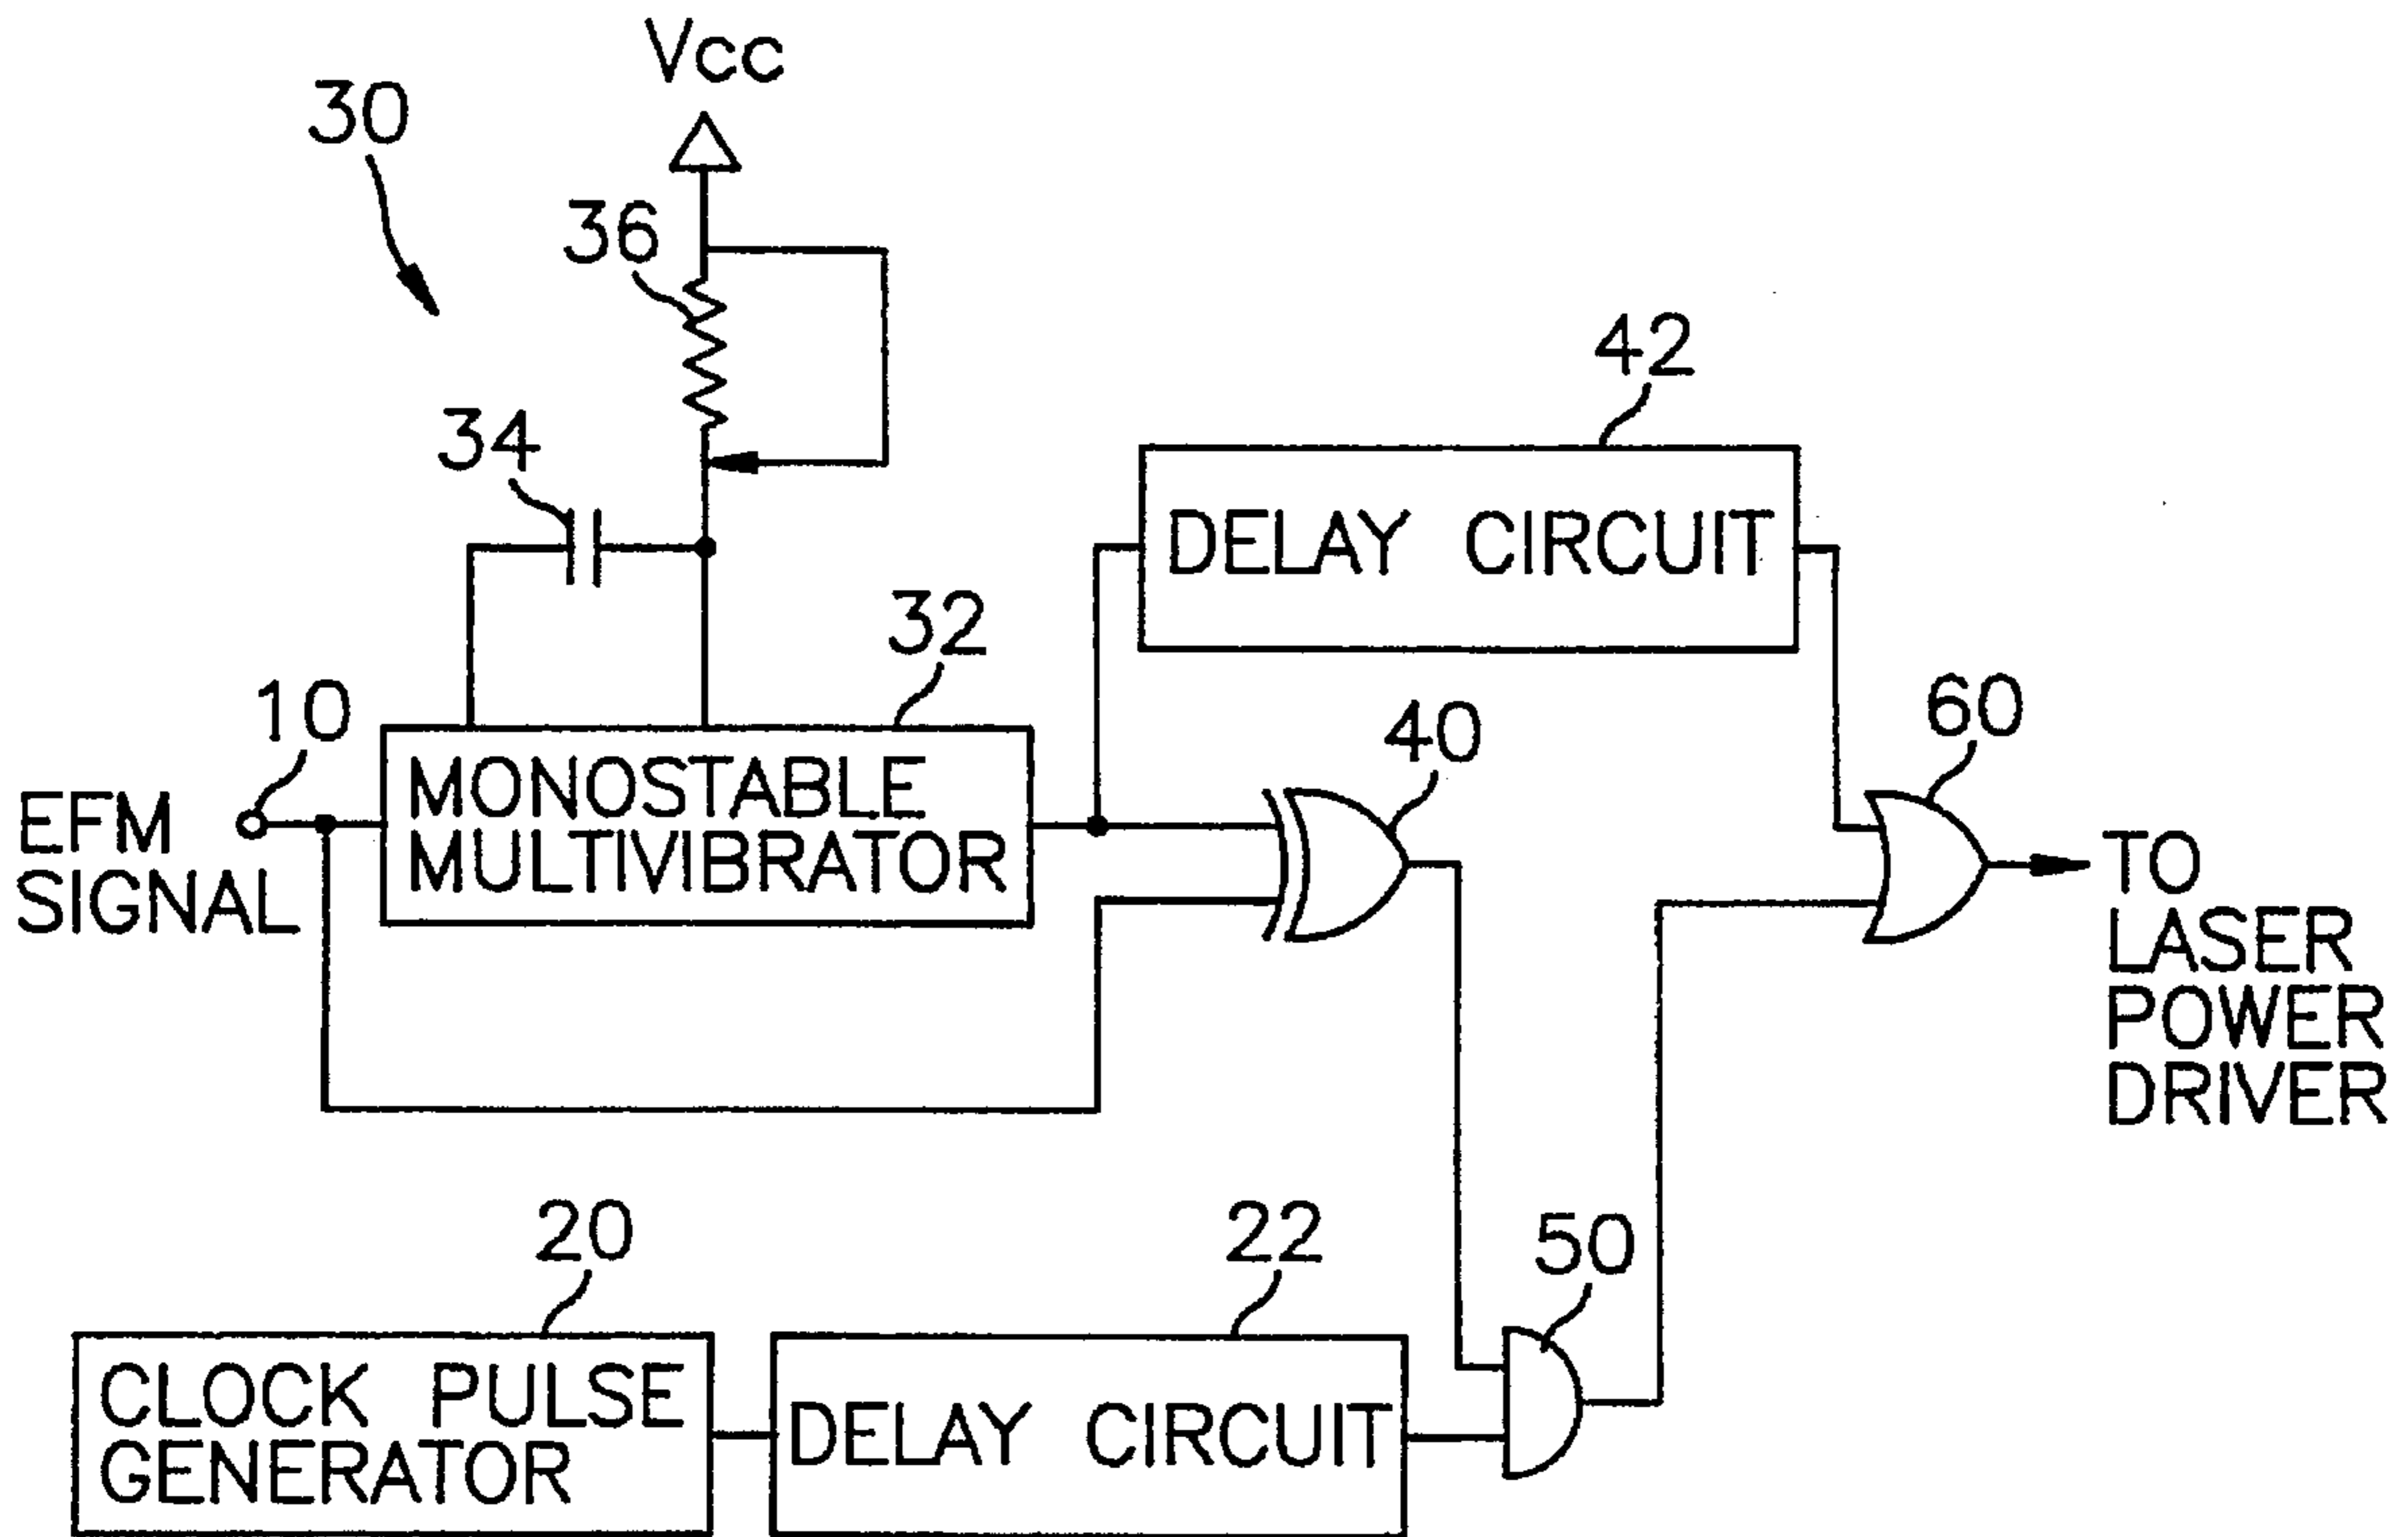 Vcc
30
36
42
34
DELAY CIRCUIT
32
10
40
60
EFM
SIGNAL
MONOSTABLE
MULTIVIBRATOR
TO
LASER
POWER
DRIVER
20
22
50
CLOCK PULSE
GENERATOR
DELAY CIRCUIT